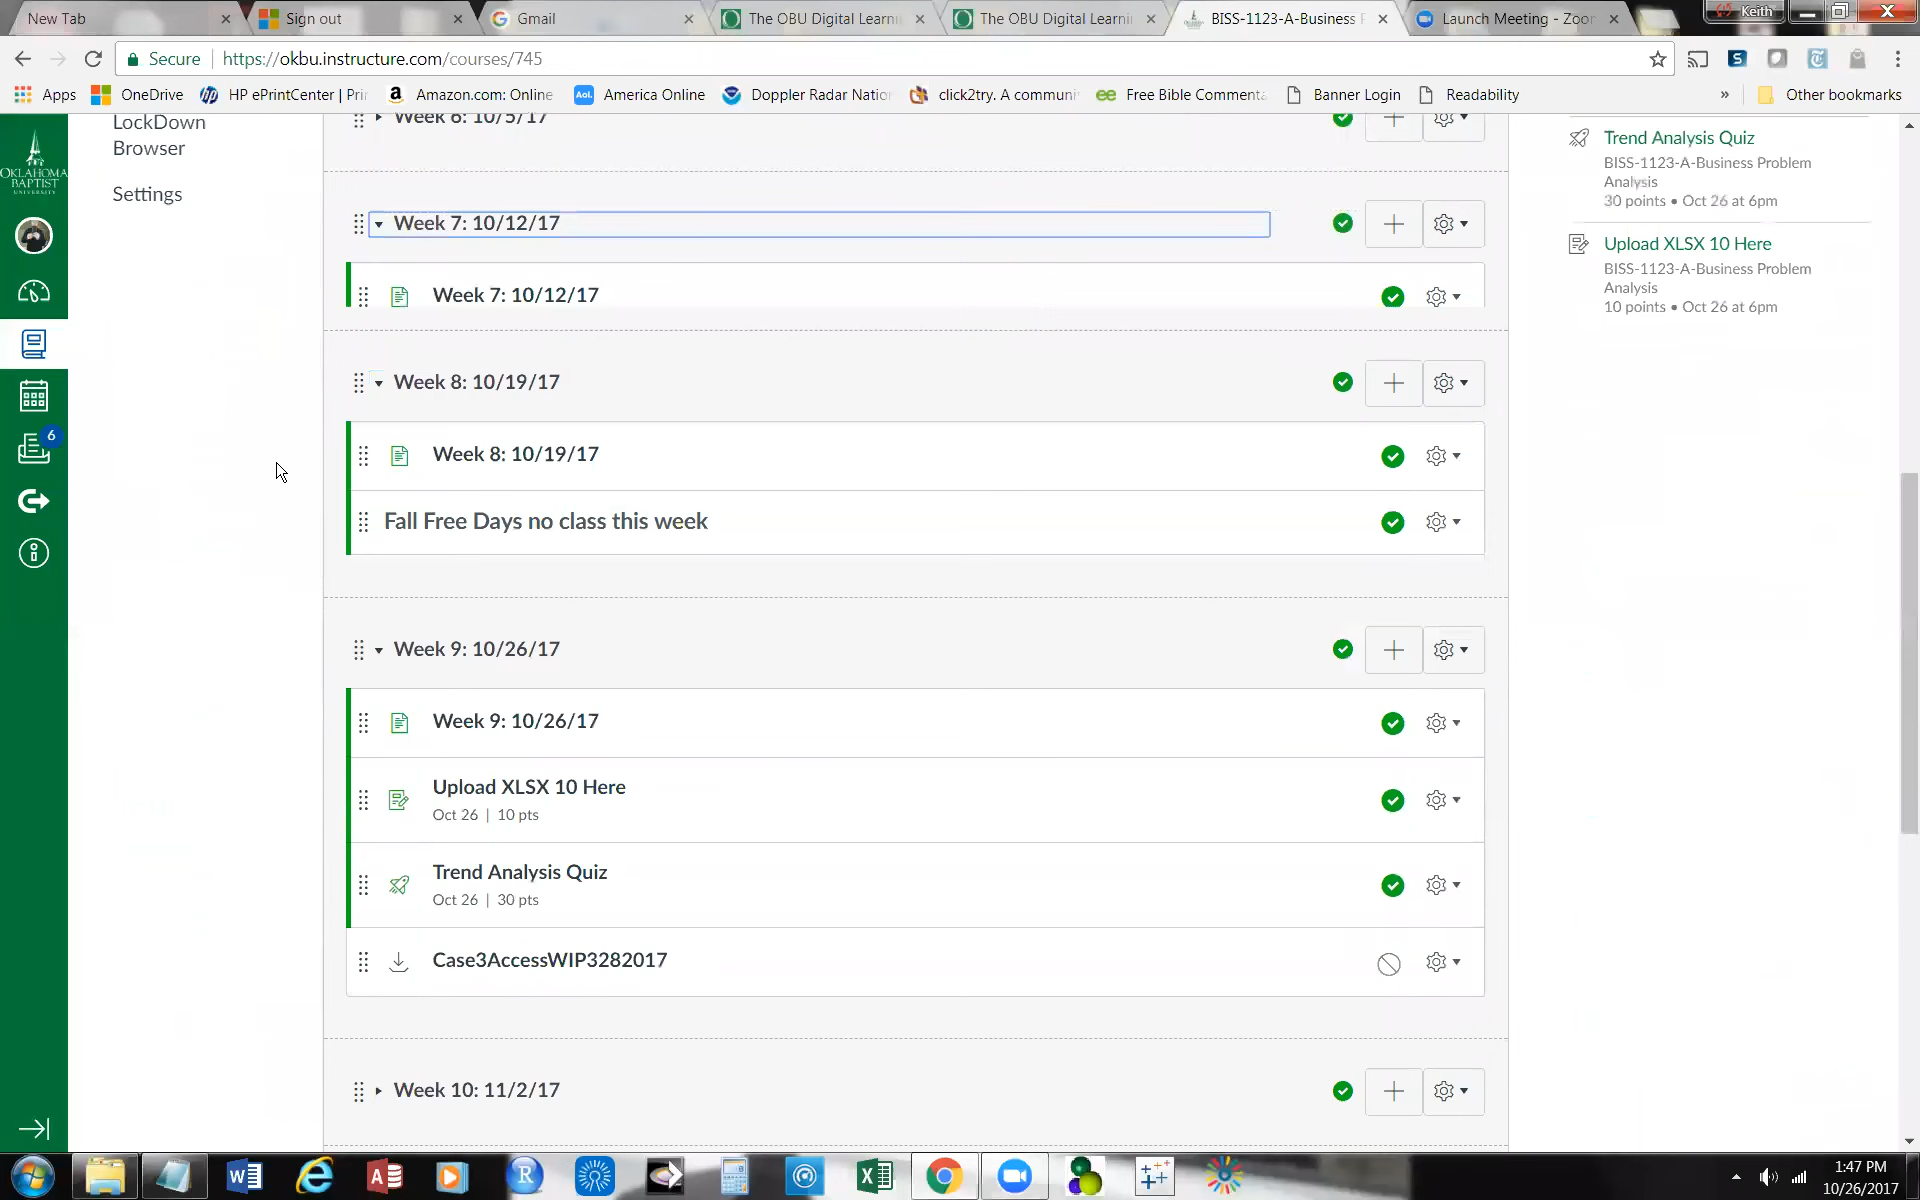 New Tab
Sign out
Gmail
The OBU Digital Learni
The OBU Digital Learni
BISS-1123-A-Business F
Launch Meeting - Zoo
Keith
Secure
https://okbu.instructure.com/courses/745
Apps
OneDrive
HP ePrintCenter | Pri
Amazon.com: Online
America Online
Doppler Radar Natio
click2try. A communi
Free Bible Commenta
Banner Login
Readability
»
Other bookmarks
OKLAHOMA
BAPTIST
UNIVERSITY
6
LockDown
Browser
Settings
Week 6: 10/5/17
Week 7: 10/12/17
Week 7: 10/12/17
Week 8: 10/19/17
Week 8: 10/19/17
Fall Free Days no class this week
Week 9: 10/26/17
Week 9: 10/26/17
Upload XLSX 10 Here
Oct 26 | 10 pts
Trend Analysis Quiz
Oct 26 | 30 pts
Case3AccessWIP3282017
Week 10: 11/2/17
Trend Analysis Quiz
BISS-1123-A-Business Problem
Analysis
30 points • Oct 26 at 6pm
Upload XLSX 10 Here
BISS-1123-A-Business Problem
Analysis
10 points • Oct 26 at 6pm
1:47 PM
10/26/2017